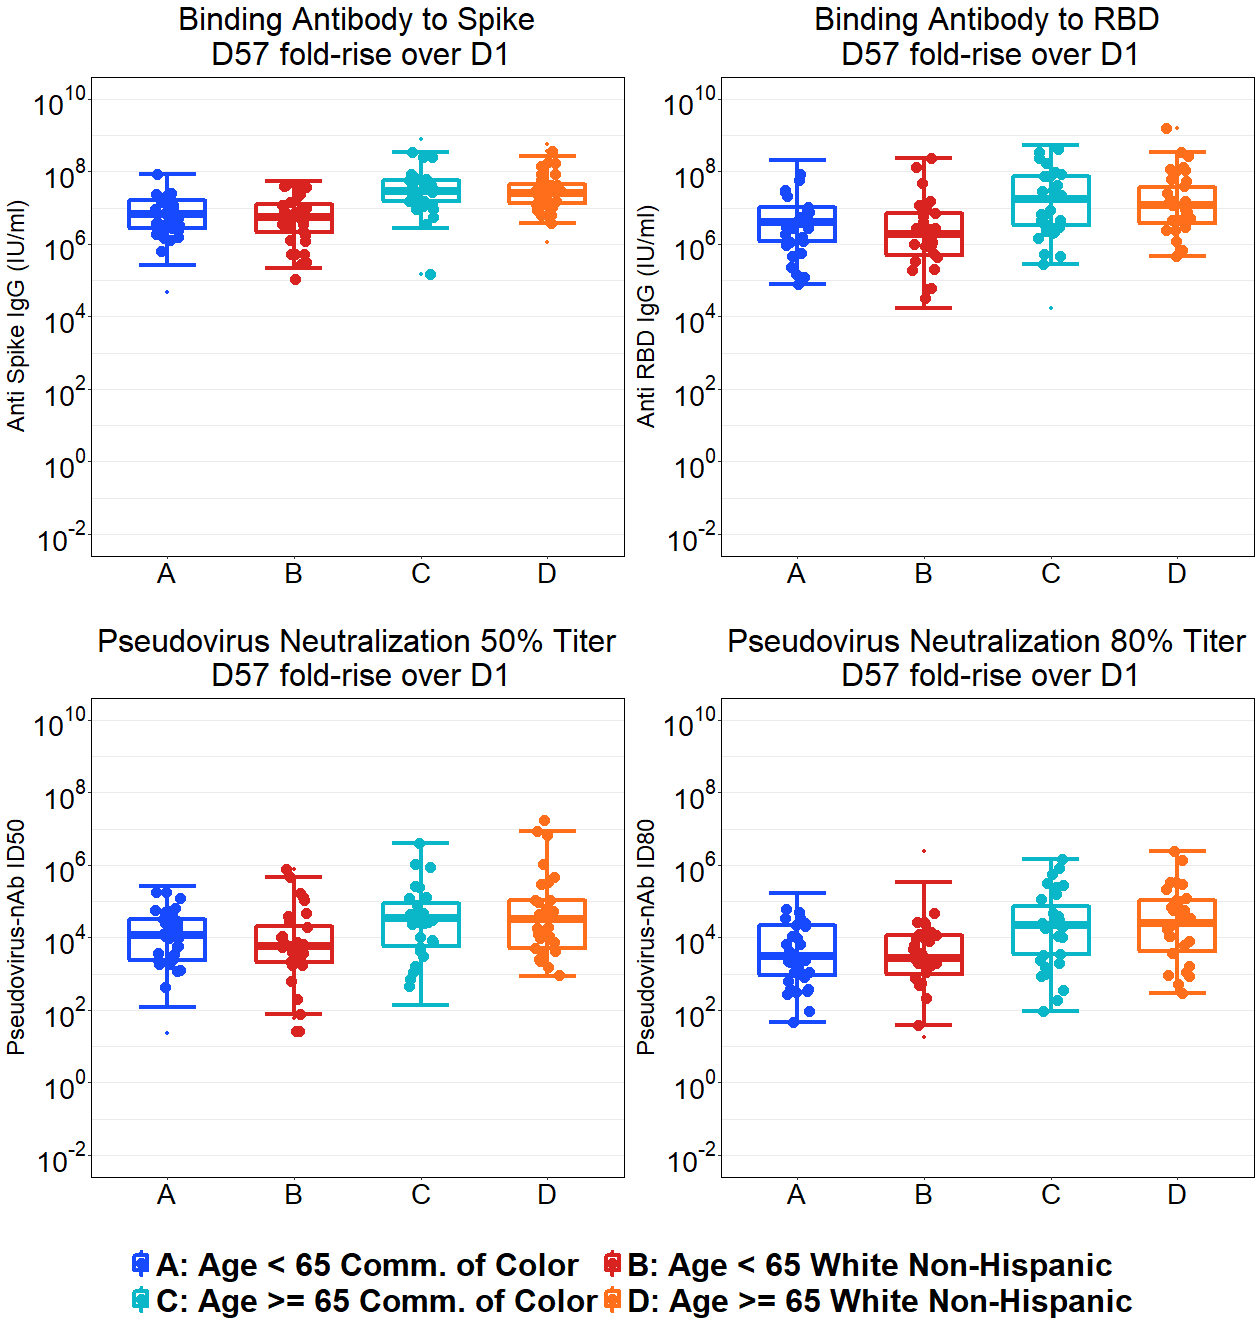 Binding Antibody to Spike
D57 fold-rise over D1
Anti Spike IgG (IU/ml)
10^10
10^8
10^6
10^4
10^2
10^0
10^-2
A B C D
Binding Antibody to RBD
D57 fold-rise over D1
Anti RBD IgG (IU/ml)
10^10
10^8
10^6
10^4
10^2
10^0
10^-2
A B C D
Pseudovirus Neutralization 50% Titer
D57 fold-rise over D1
Pseudovirus-nAb ID50
10^10
10^8
10^6
10^4
10^2
10^0
10^-2
A B C D
Pseudovirus Neutralization 80% Titer
D57 fold-rise over D1
Pseudovirus-nAb ID80
10^10
10^8
10^6
10^4
10^2
10^0
10^-2
A B C D
A: Age < 65 Comm. of Color B: Age < 65 White Non-Hispanic
C: Age >= 65 Comm. of Color D: Age >= 65 White Non-Hispanic